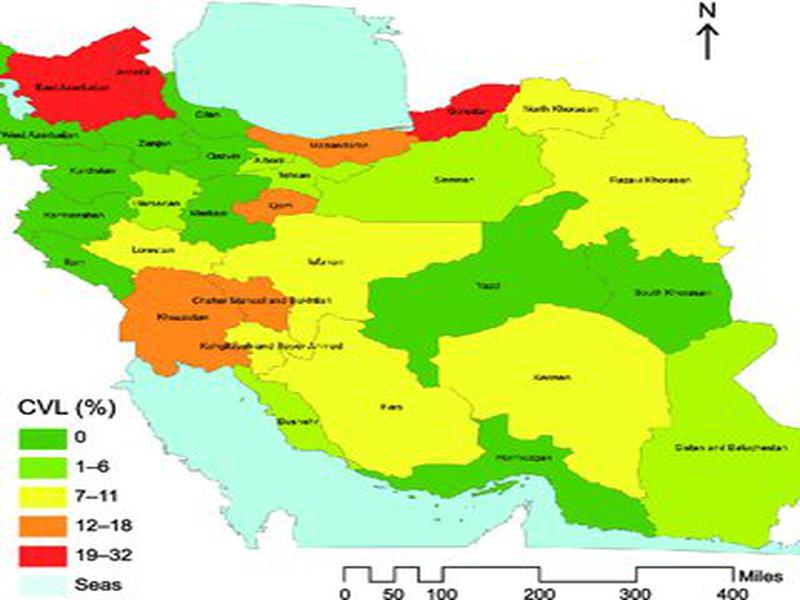 N
Ardebil
East Azarbaijan
West Azarbaijan
Gilan
Zanjan
Golestan
North Khorasan
Mazandaran
Qazvin
Alborz
Tehran
Kurdistan
Semnan
Razavi Khorasan
Hamadan
Markazi
Qom
Kermanshah
Lorestan
Ilam
Isfahan
Yazd
South Khorasan
Chahar Mahaal and Bakhtiari
Khuzestan
Kohgiluyeh and Boyer-Ahmad
Kerman
Fars
Bushehr
Hormozgan
Sistan and Baluchestan
CVL (%)
0
1–6
7–11
12–18
19–32
Seas
Miles
0 50 100 200 300 400